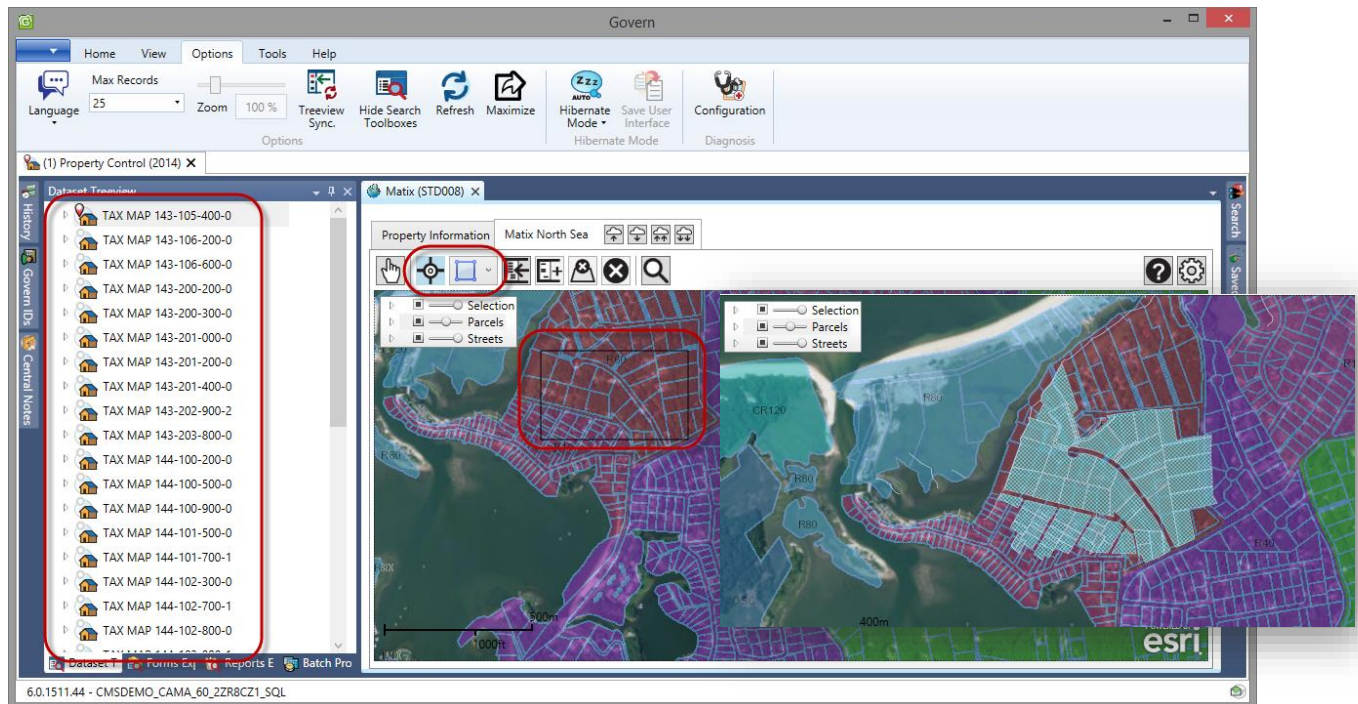 Govern
Home View Options Tools Help
Language
Max Records
25
Zoom 100 %
Treeview Sync.
Hide Search Toolboxes
Refresh
Maximize
Hibernate Mode
Save User Interface
Configuration
Options
Hibernate Mode
Diagnosis
(1) Property Control (2014)
History
Govern IDs
Central Notes
Dataset Treeview
TAX MAP 143-105-400-0
TAX MAP 143-106-200-0
TAX MAP 143-106-600-0
TAX MAP 143-200-200-0
TAX MAP 143-200-300-0
TAX MAP 143-201-000-0
TAX MAP 143-201-200-0
TAX MAP 143-201-400-0
TAX MAP 143-202-900-2
TAX MAP 143-203-800-0
TAX MAP 144-100-200-0
TAX MAP 144-100-500-0
TAX MAP 144-100-900-0
TAX MAP 144-101-500-0
TAX MAP 144-101-700-1
TAX MAP 144-102-300-0
TAX MAP 144-102-700-1
TAX MAP 144-102-800-0
Dataset T Forms Exp Reports E Batch Pro
Matix (STD008)
Property Information Matix North Sea
Selection
Parcels
Streets
R60
R80
500m
1000ft
Selection
Parcels
Streets
CR120
R80
R80
R80
R40
400m
esri
Search
6.0.1511.44 - CMSDEMO_CAMA_60_2ZR8CZ1_SQL